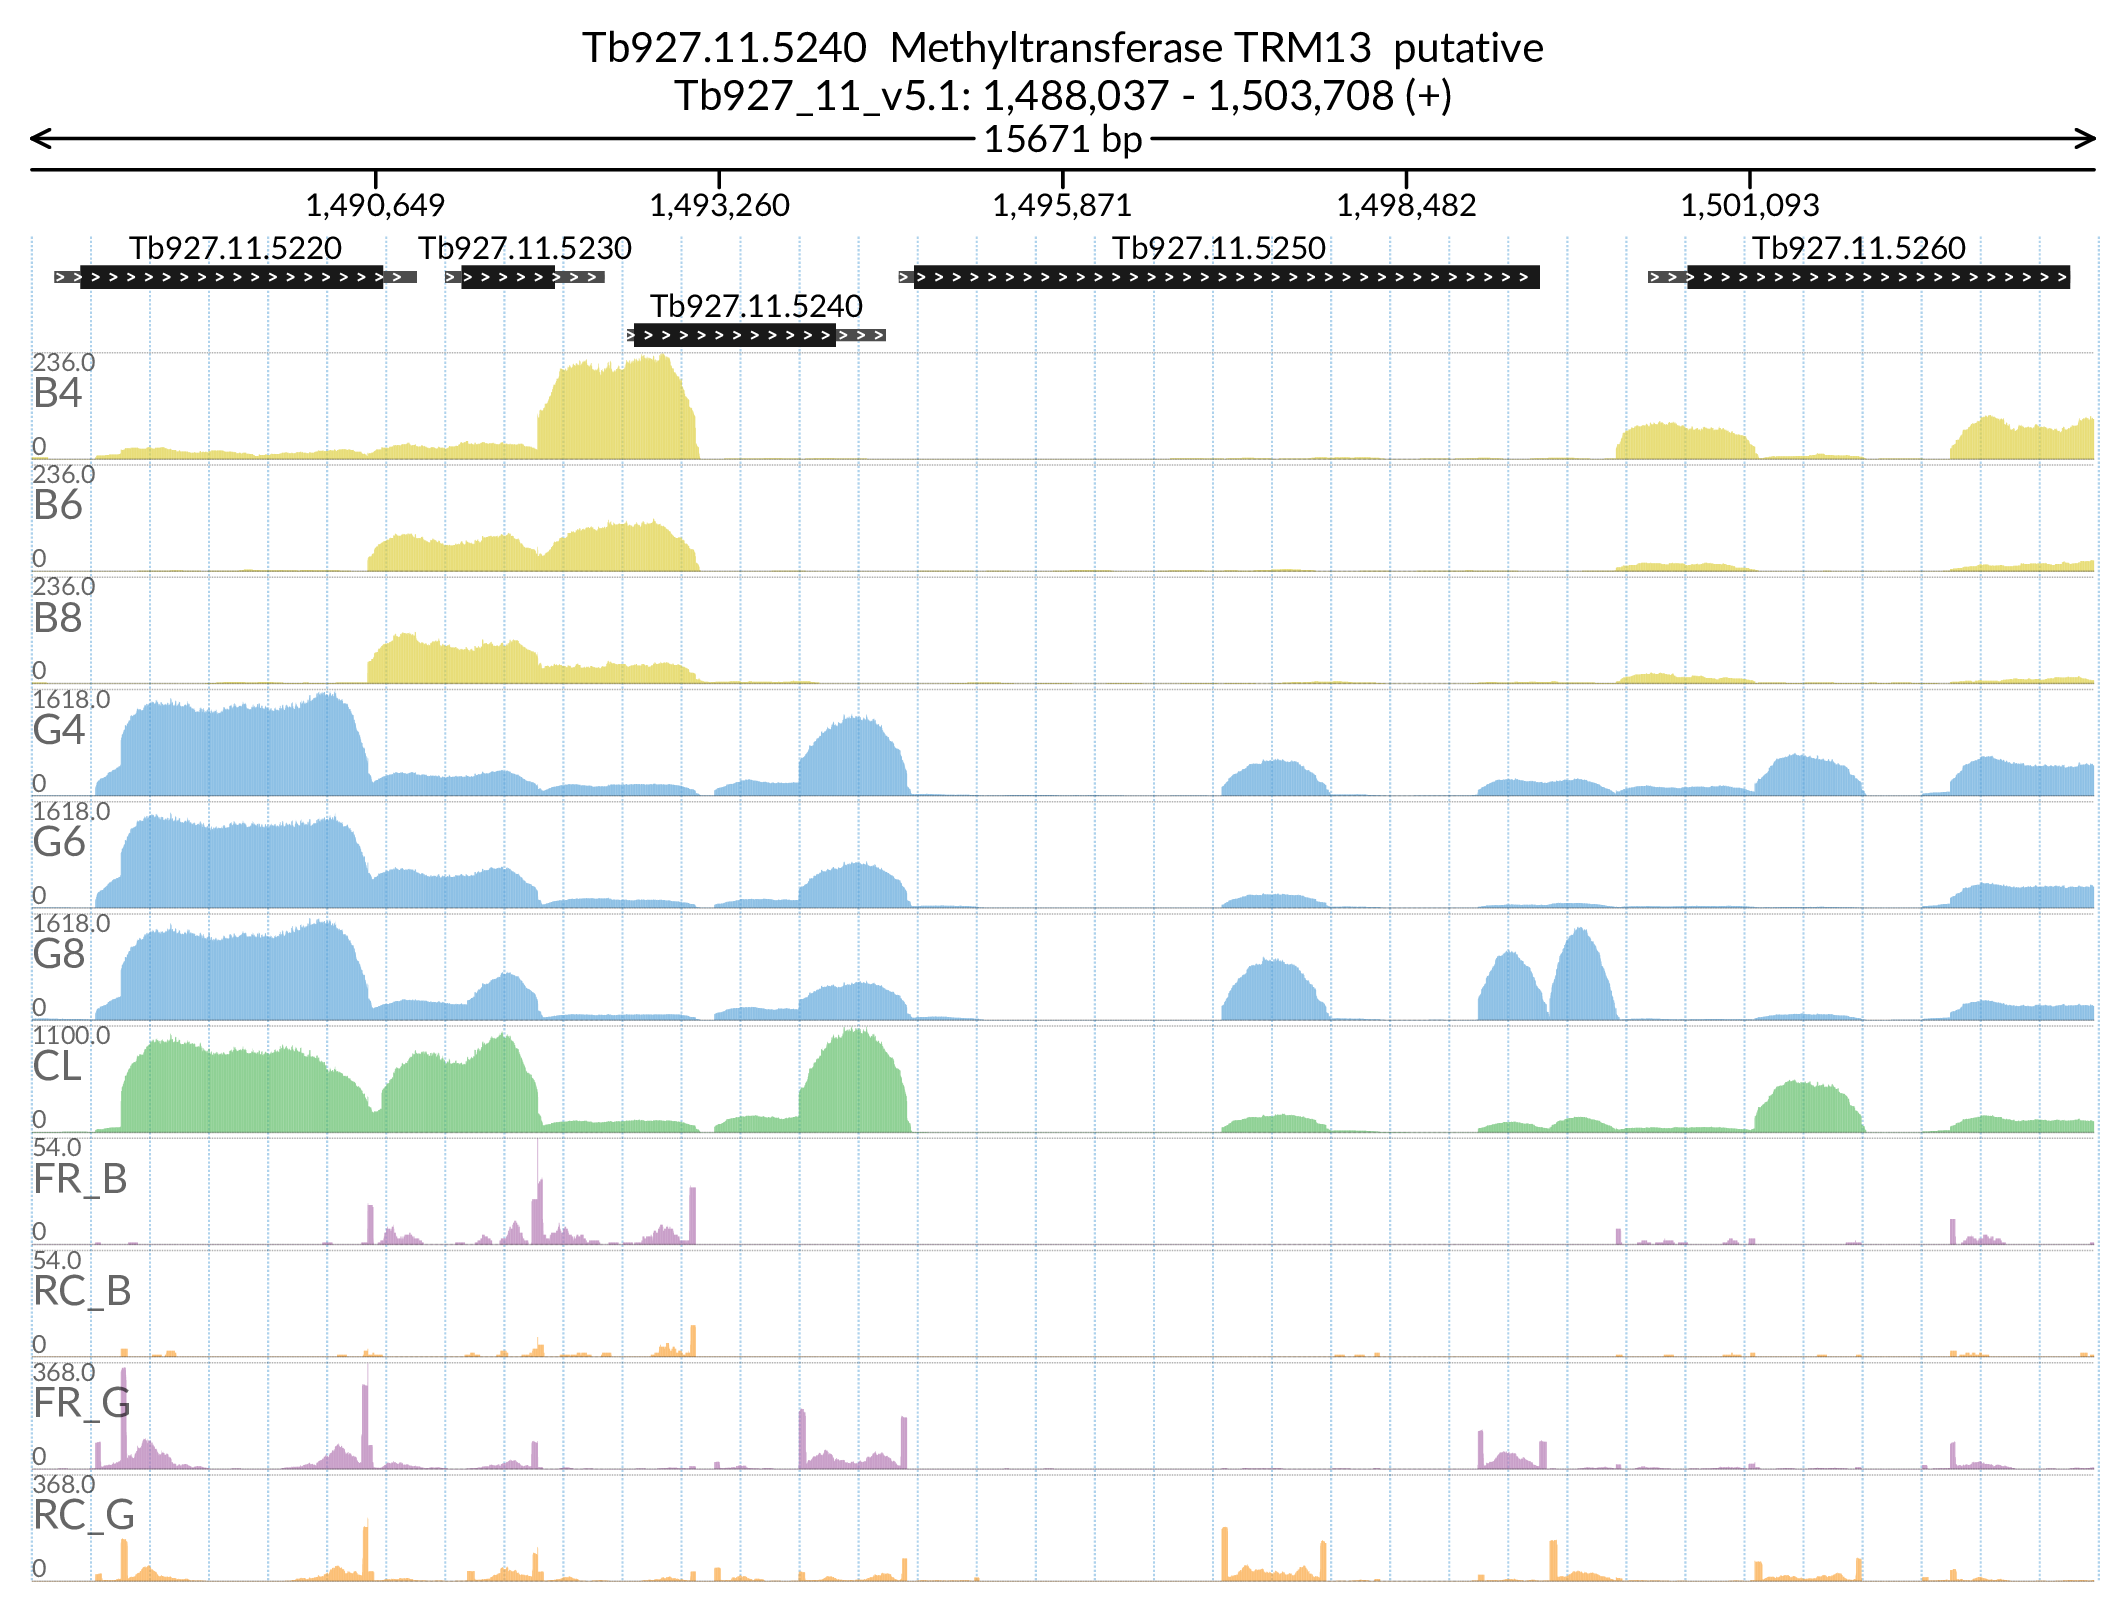 Tb927.11.5240 Methyltransferase TRM13 putative
Tb927_11_v5.1: 1,488,037 - 1,503,708 (+)
15671 bp
1,490,649 1,493,260 1,495,871 1,498,482 1,501,093
Tb927.11.5220 Tb927.11.5230 Tb927.11.5250 Tb927.11.5260
Tb927.11.5240
236.0
B4
0
236.0
B6
0
236.0
B8
0
1618.0
G4
0
1618.0
G6
0
1618.0
G8
0
1100.0
CL
0
54.0
FR_B
0
54.0
RC_B
0
368.0
FR_G
0
368.0
RC_G
0